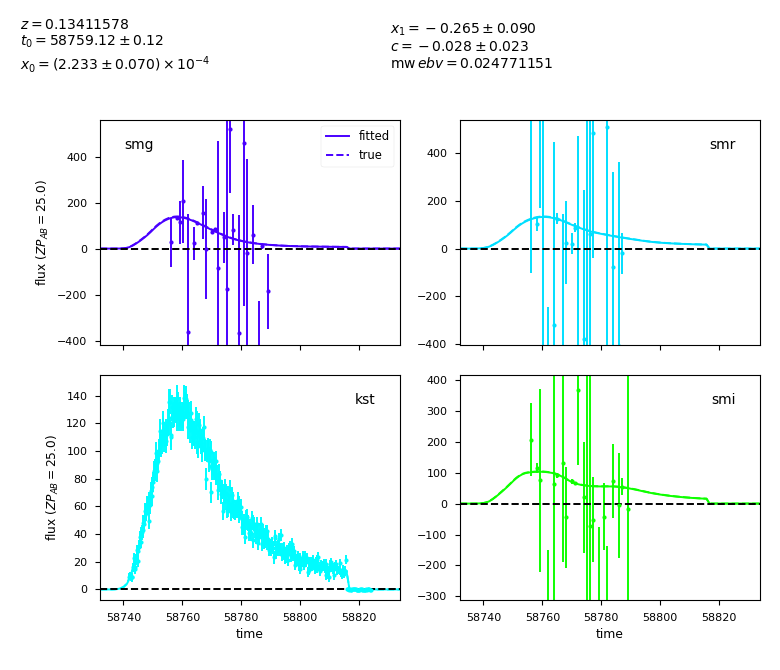 z = 0.13411578
t₀ = 58759.12 ± 0.12
x₀ = (2.233 ± 0.070) × 10⁻⁴
x₁ = −0.265 ± 0.090
c = −0.028 ± 0.023
mw ebv = 0.024771151
smg
fitted
true
400
200
0
−200
−400
flux (ZP_AB = 25.0)
smr
400
200
0
−200
−400
kst
140
120
100
80
60
40
20
0
flux (ZP_AB = 25.0)
58740 58760 58780 58800 58820
time
smi
400
300
200
100
0
−100
−200
−300
58740 58760 58780 58800 58820
time